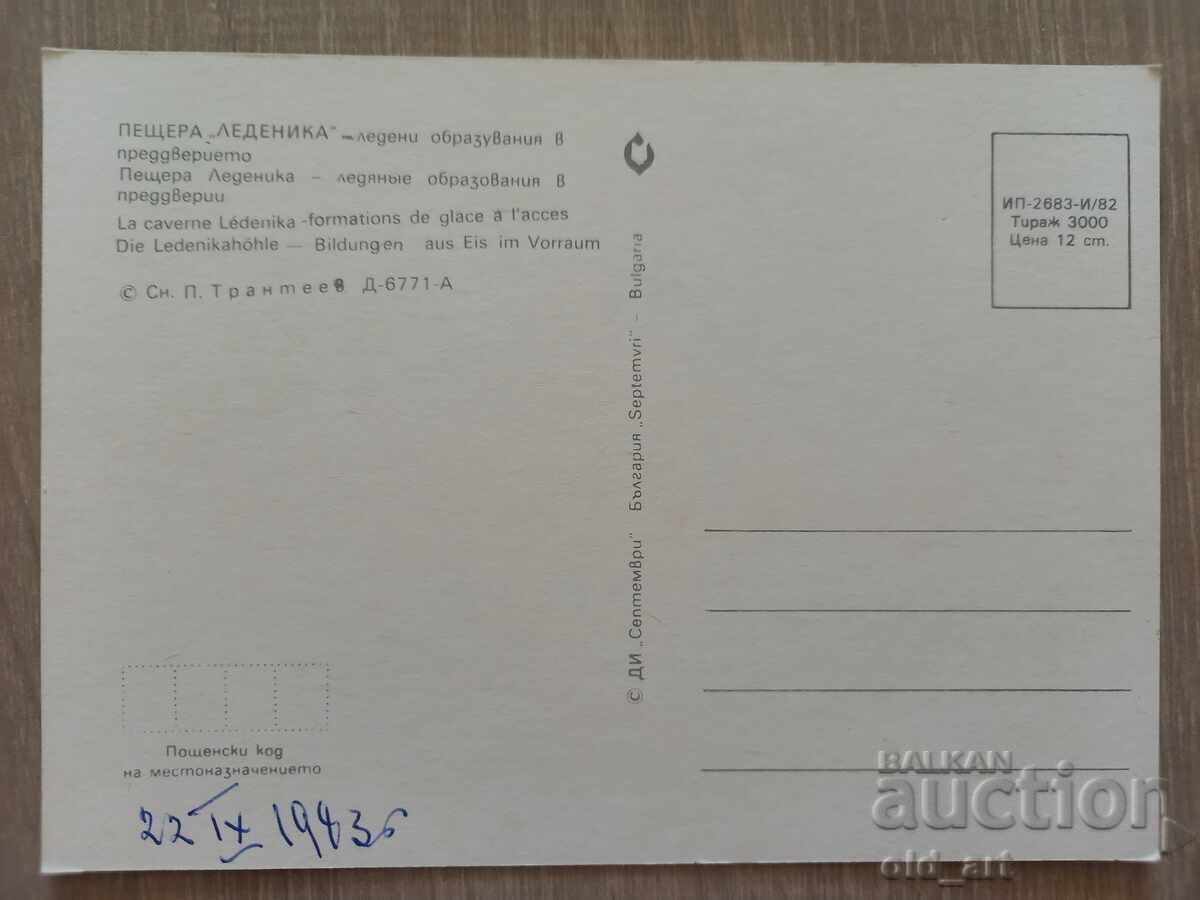 ПЕЩЕРА „ЛЕДЕНИКА" – ледени образувания в
преддверието
Пещера Леденика – ледяные образования в
преддверии
La caverne Lédenika -formations de glace à l'acces
Die Ledenikahöhle — Bildungen aus Eis im Vorraum
© Сн. П. Трантеев Д-6771-А
© ДИ „Септември" България „Septemvri" – Bulgaria
ИП-2683-И/82
Тираж 3000
Цена 12 ст.
Пощенски код
на местоназначението
22 IX 1983г
BALKAN
auction
old_art